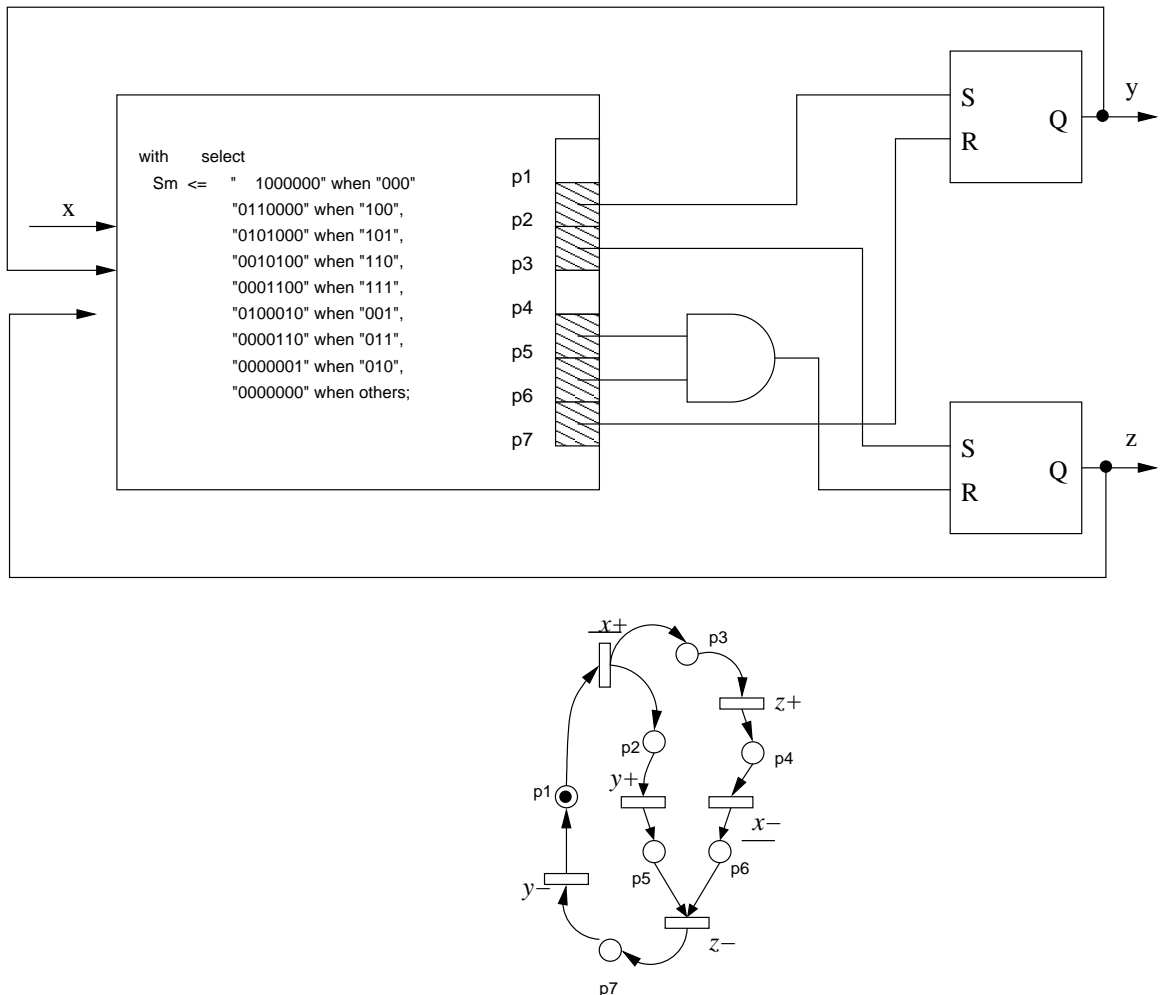 with select
Sm <= " 1000000" when "000"
"0110000" when "100",
"0101000" when "101",
"0010100" when "110",
"0001100" when "111",
"0100010" when "001",
"0000110" when "011",
"0000001" when "010",
"0000000" when others;
x
p1
p2
p3
p4
p5
p6
p7
S
R
Q
y
S
R
Q
z
x+
p3
z+
p2
p4
y+
p1
x−
p5
p6
y−
z−
p7